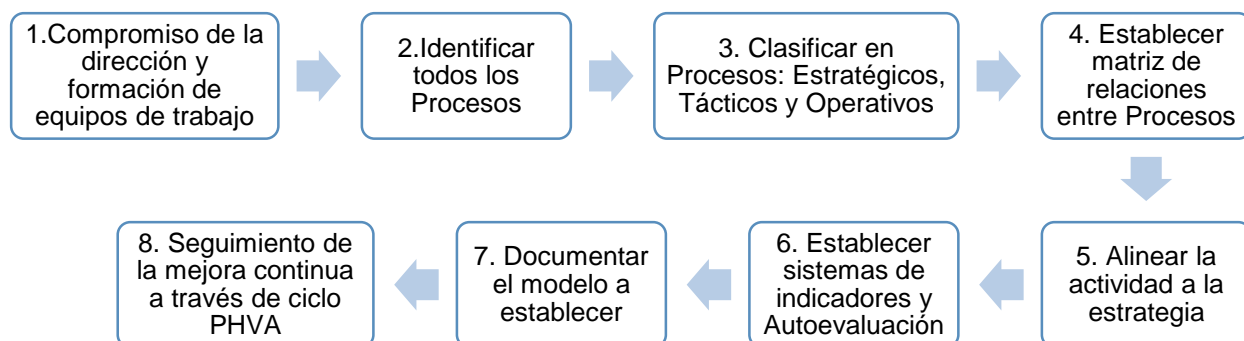 1.Compromiso de la
dirección y
formación de
equipos de trabajo
2.Identificar
todos los
Procesos
3. Clasificar en
Procesos: Estratégicos,
Tácticos y Operativos
4. Establecer
matriz de
relaciones
entre Procesos
5. Alinear la
actividad a la
estrategia
6. Establecer
sistemas de
indicadores y
Autoevaluación
7. Documentar
el modelo a
establecer
8. Seguimiento de
la mejora continua
a través de ciclo
PHVA